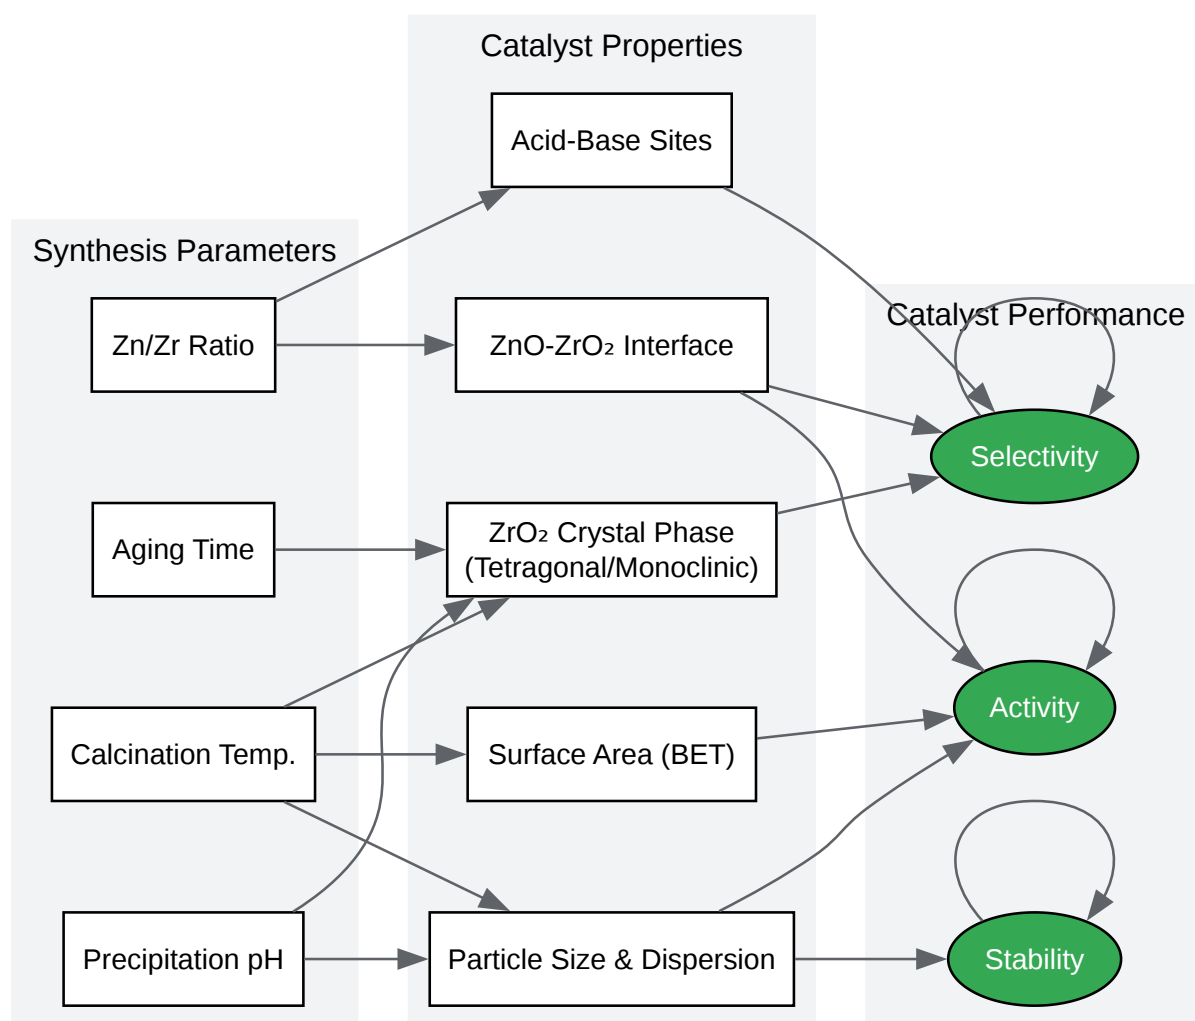 Catalyst Properties
Acid-Base Sites
Synthesis Parameters
Zn/Zr Ratio
ZnO-ZrO₂ Interface
Catalyst Performance
Selectivity
Aging Time
ZrO₂ Crystal Phase
(Tetragonal/Monoclinic)
Activity
Calcination Temp.
Surface Area (BET)
Precipitation pH
Particle Size & Dispersion
Stability